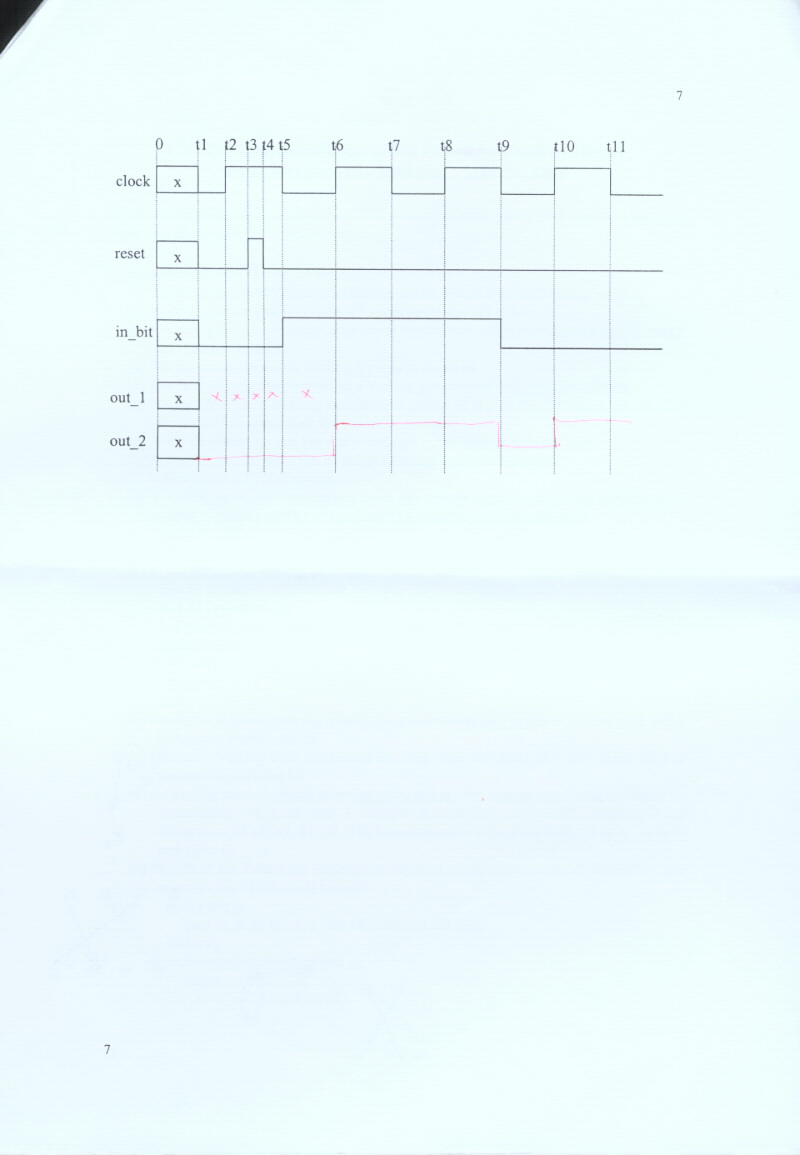 7
0 t1 t2 t3 t4 t5 t6 t7 t8 t9 t10 t11
clock x
reset x
in_bit x
out_1 x x x x x x
out_2 x
7